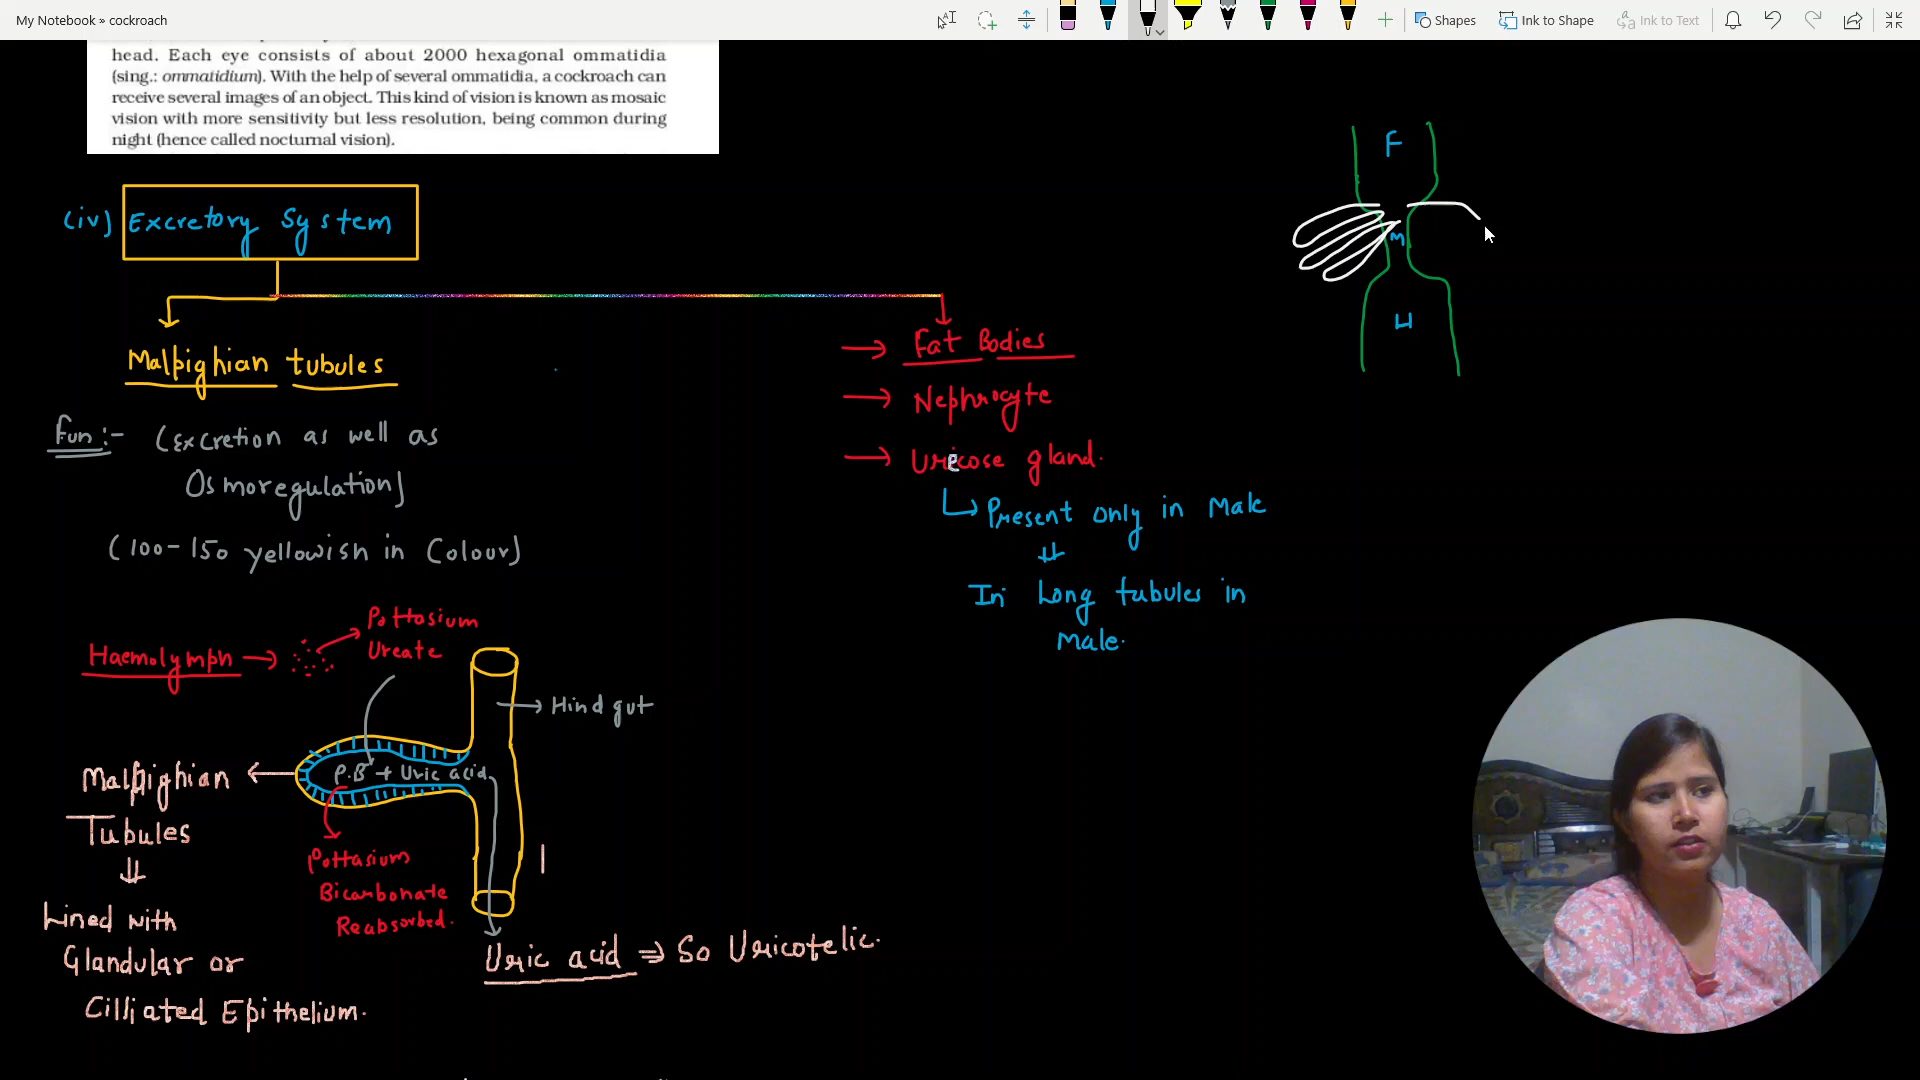 My Notebook » cockroach
Shapes
Ink to Shape
Ink to Text
head. Each eye consists of about 2000 hexagonal ommatidia
(sing.: ommatidium). With the help of several ommatidia, a cockroach can
receive several images of an object. This kind of vision is known as mosaic
vision with more sensitivity but less resolution, being common during
night (hence called nocturnal vision).
(iv) Excretory System
Malpighian tubules
Fun:- (Excretion as well as
Osmoregulation)
(100-150 yellowish in Colour)
Haemolymph → Pottasium
Ureate
Hind gut
P.B + Uric acid
Malpighian
Tubules
Lined with
Glandular or
Cilliated Epithelium.
Pottasium
Bicarbonate
Reabsorbed.
Uric acid ⇒ So Uricotelic.
→ Fat Bodies
→ Nephrocyte
→ Urecose gland.
Present only in Male
In Long tubules in
Male.
F
M
H